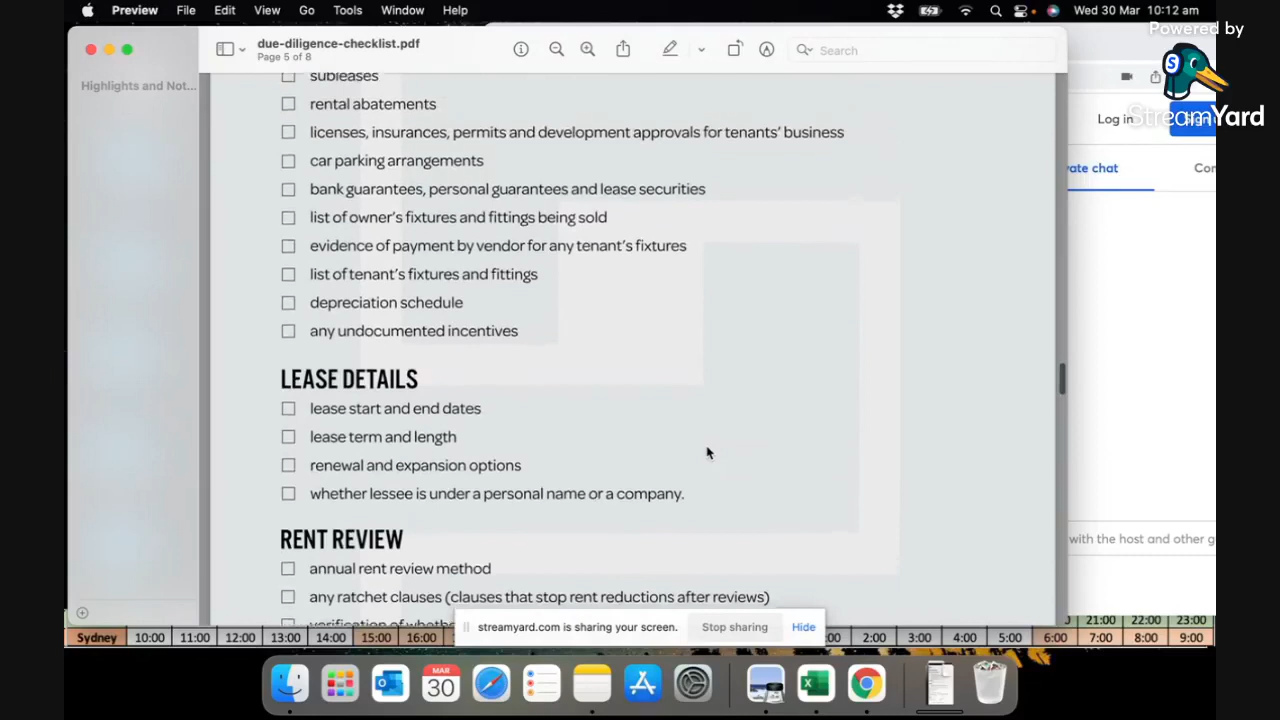 Preview File Edit View Go Tools Window Help Wed 30 Mar 10:12 am
Powered by
StreamYard
due-diligence-checklist.pdf
Page 5 of 8
Search
Highlights and Not...
subleases
rental abatements
licenses, insurances, permits and development approvals for tenants' business
car parking arrangements
bank guarantees, personal guarantees and lease securities
list of owner's fixtures and fittings being sold
evidence of payment by vendor for any tenant's fixtures
list of tenant's fixtures and fittings
depreciation schedule
any undocumented incentives
LEASE DETAILS
lease start and end dates
lease term and length
renewal and expansion options
whether lessee is under a personal name or a company.
RENT REVIEW
annual rent review method
any ratchet clauses (clauses that stop rent reductions after reviews)
Log in
vate chat Cor
with the host and other g
streamyard.com is sharing your screen. Stop sharing Hide
21:00 22:00 23:00
Sydney 10:00 11:00 12:00 13:00 14:00 15:00 16:00 2:00 3:00 4:00 5:00 6:00 7:00 8:00 9:00
MAR
30